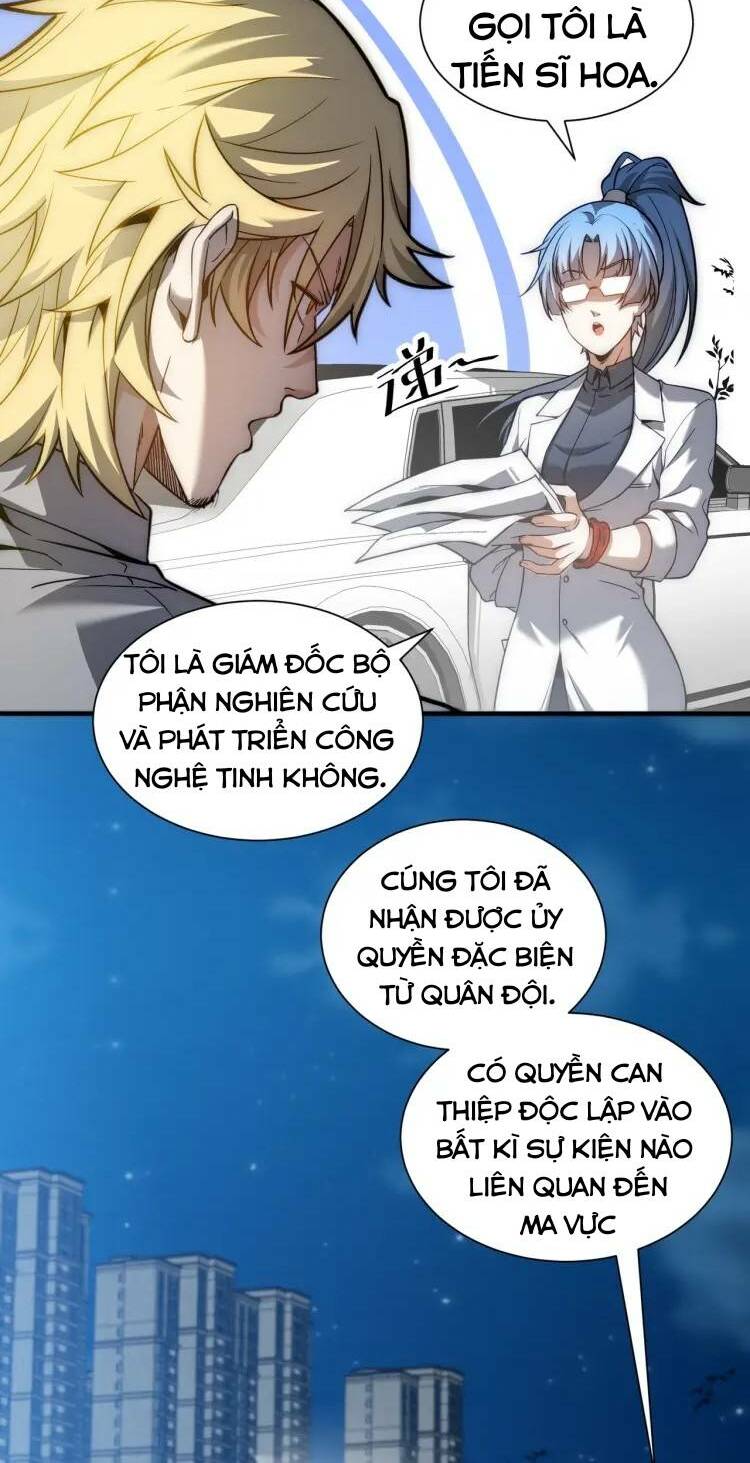 GỌI TÔI LÀ
TIẾN SĨ HOA.
递~
TÔI LÀ GIÁM ĐỐC BỘ
PHẬN NGHIÊN CỨU
VÀ PHÁT TRIỂN CÔNG
NGHỆ TINH KHÔNG.
CÚNG TÔI ĐÃ
NHẬN ĐƯỢC ỦY
QUYỀN ĐẶC BIỆN
TỪ QUÂN ĐỘI.
CÓ QUYỀN CAN
THIỆP ĐỘC LẬP VÀO
BẤT KÌ SỰ KIỆN NÀO
LIÊN QUAN ĐẾN
MA VỰC